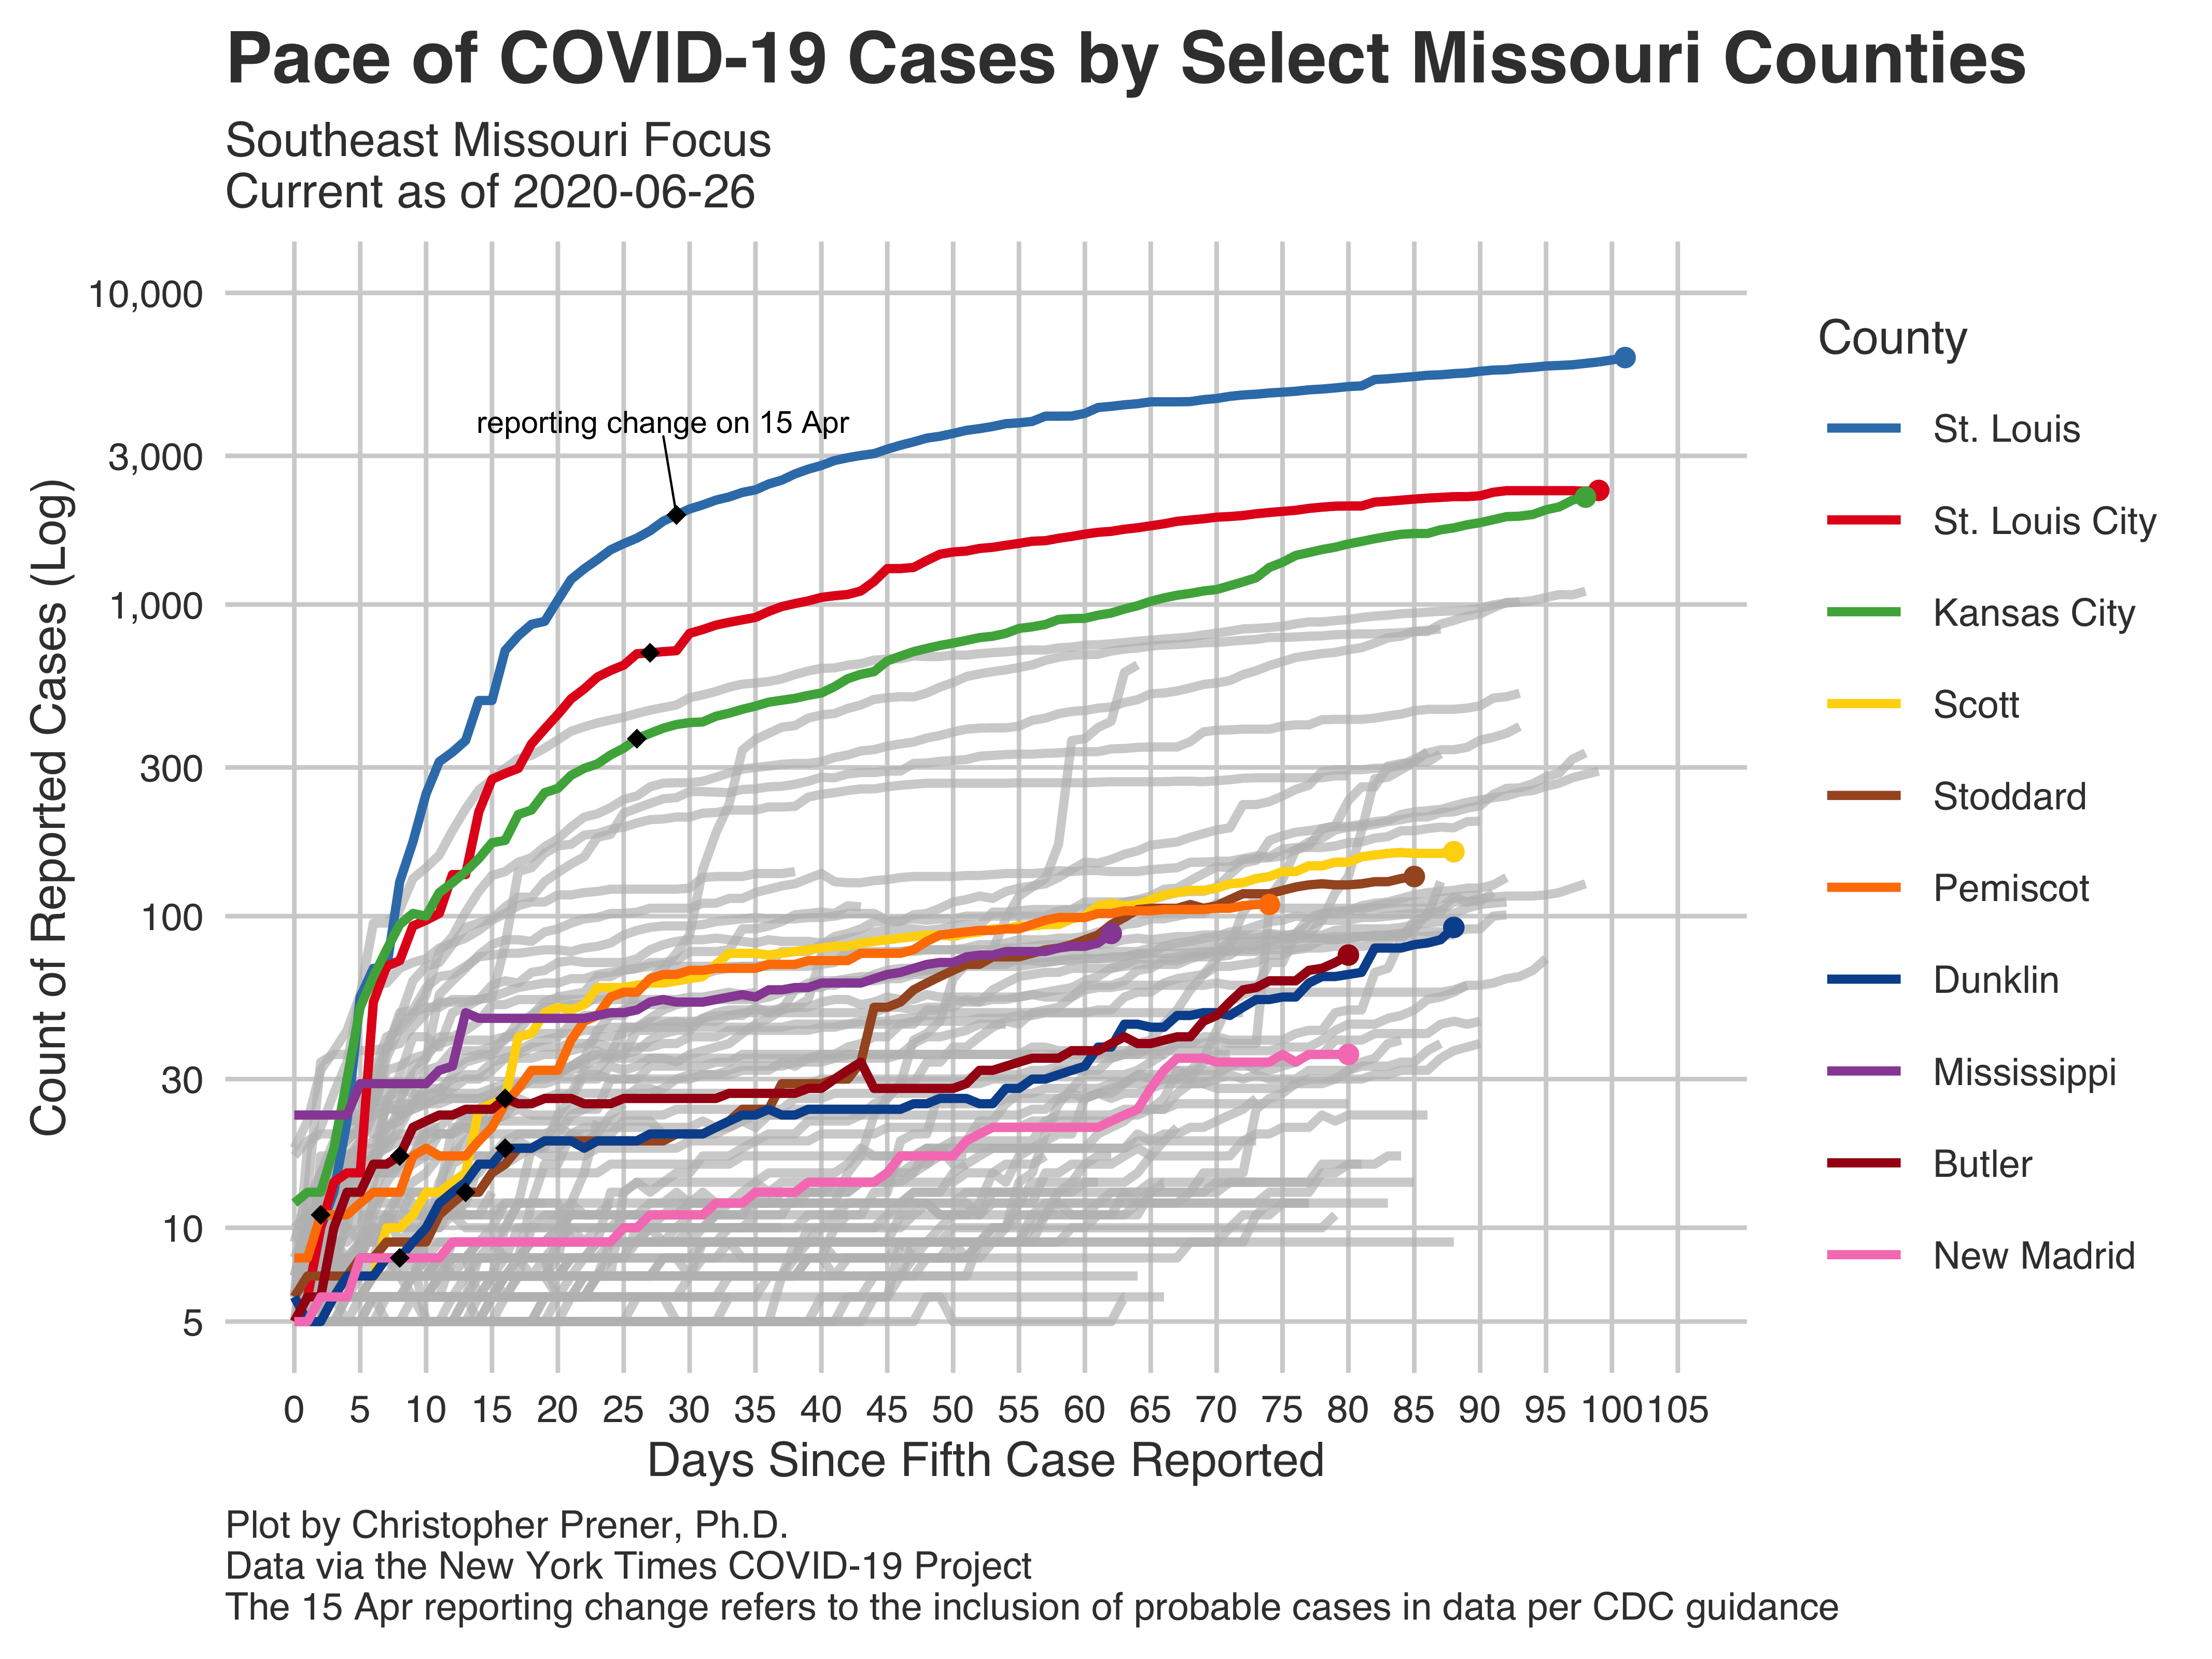 Pace of COVID-19 Cases by Select Missouri Counties
Southeast Missouri Focus
Current as of 2020-06-26
Count of Reported Cases (Log)
10,000
3,000
1,000
300
100
30
10
5
reporting change on 15 Apr
0 5 10 15 20 25 30 35 40 45 50 55 60 65 70 75 80 85 90 95 100 105
Days Since Fifth Case Reported
County
St. Louis
St. Louis City
Kansas City
Scott
Stoddard
Pemiscot
Dunklin
Mississippi
Butler
New Madrid
Plot by Christopher Prener, Ph.D.
Data via the New York Times COVID-19 Project
The 15 Apr reporting change refers to the inclusion of probable cases in data per CDC guidance